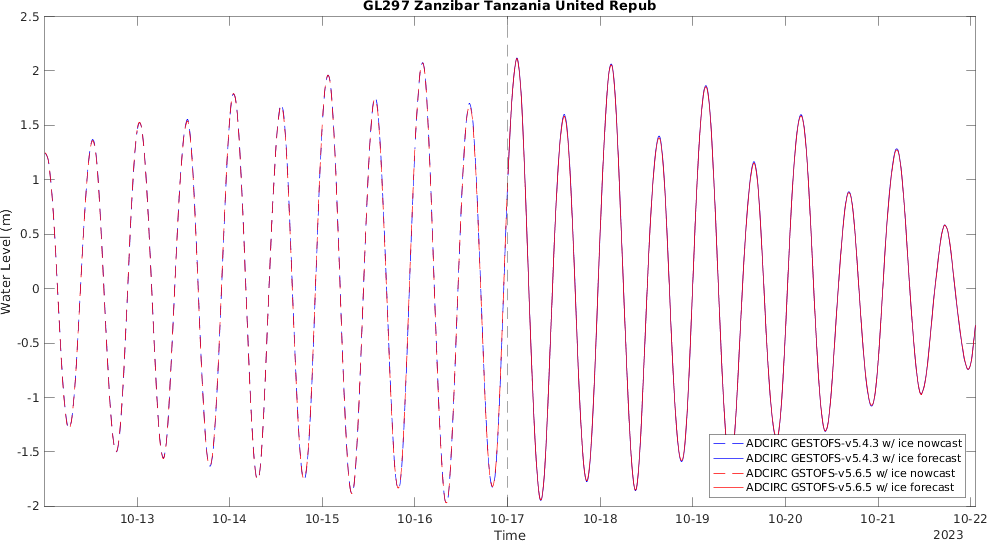 GL297 Zanzibar Tanzania United Repub
2.5
2
1.5
1
0.5
0
-0.5
-1
-1.5
-2
Water Level (m)
10-13 10-14 10-15 10-16 10-17 10-18 10-19 10-20 10-21 10-22
Time
2023
ADCIRC GESTOFS-v5.4.3 w/ ice nowcast
ADCIRC GESTOFS-v5.4.3 w/ ice forecast
ADCIRC GSTOFS-v5.6.5 w/ ice nowcast
ADCIRC GSTOFS-v5.6.5 w/ ice forecast